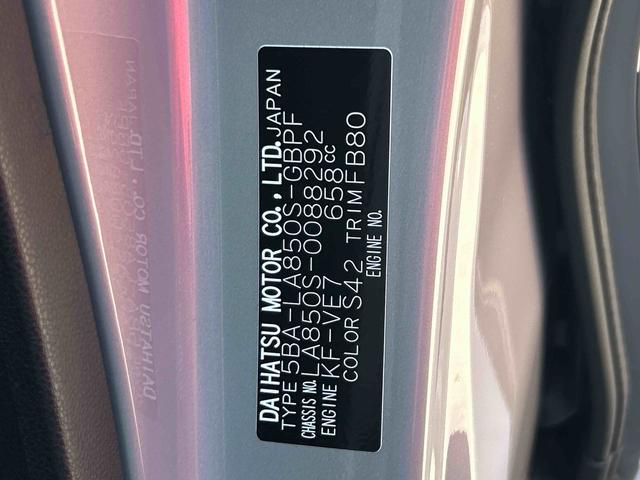 DAIHATSU MOTOR CO., LTD. JAPAN
TYPE 5BA-LA850S-GBPF
CHASSIS NO. LA850S-0088292
ENGINE KF-VE7 658cc
COLOR S42 TRIM FB80
ENGINE NO.